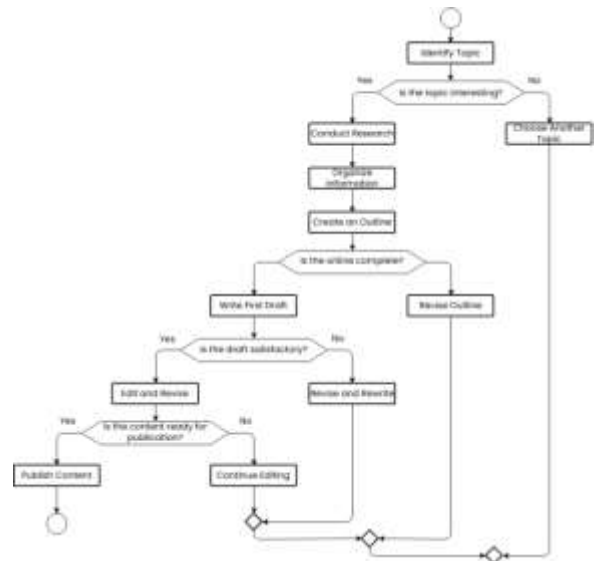 Identify Topic
Yes
No
Is the topic interesting?
Conduct Research
Choose Another
Topic
Organize
Information
Create an Outline
Is the online complete?
Write First Draft
Revise Outline
Yes
No
Is the draft satisfactory?
Edit and Revise
Revise and Rewrite
Yes
No
Is the content ready for
publication?
Publish Content
Continue Editing